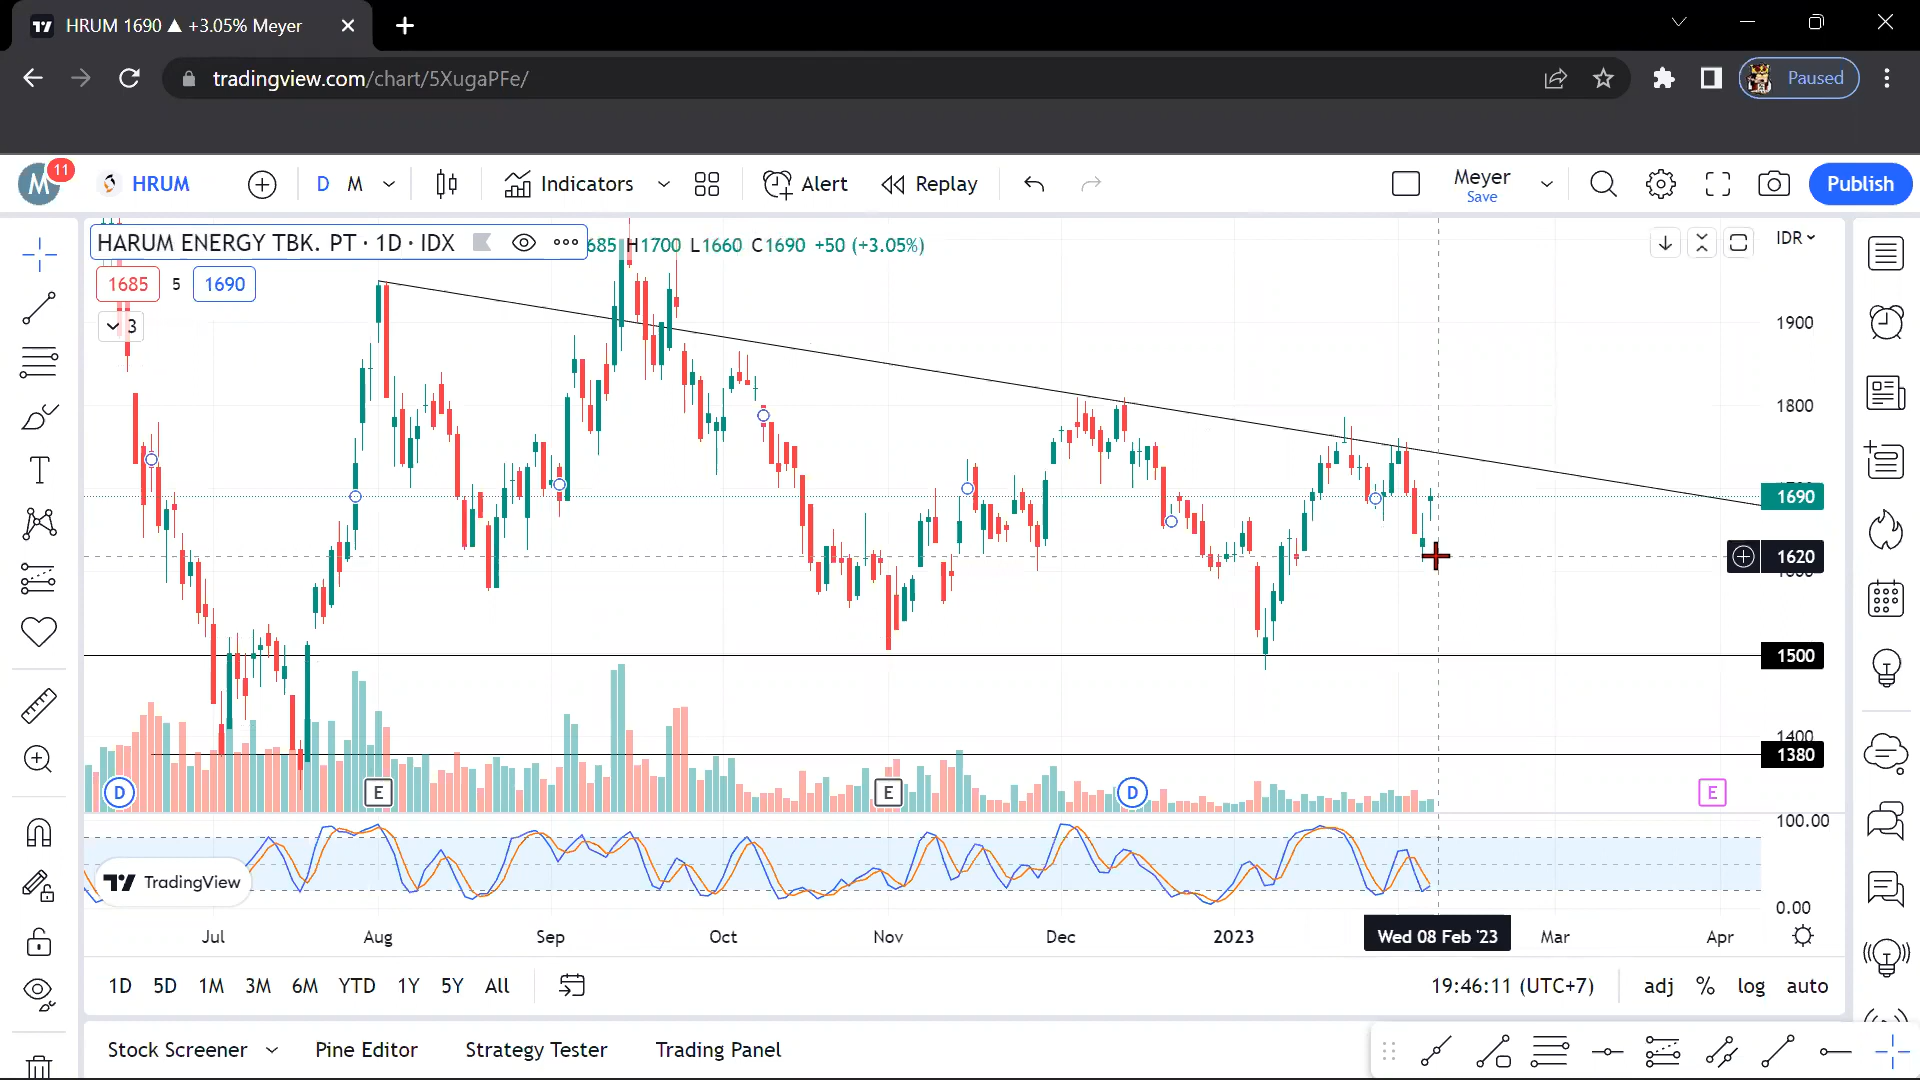 HRUM 1690 ▲ +3.05% Meyer
tradingview.com/chart/5XugaPFe/
Paused
M 11 HRUM D M Indicators Alert Replay Meyer Save Publish
HARUM ENERGY TBK. PT · 1D · IDX 685 H1700 L1660 C1690 +50 (+3.05%)
IDR
1685 5 1690
3
1900
1800
1690
1620
1500
1400
1380
D E E D E
100.00
TradingView
0.00
Jul Aug Sep Oct Nov Dec 2023 Wed 08 Feb '23 Mar Apr
1D 5D 1M 3M 6M YTD 1Y 5Y All 19:46:11 (UTC+7) adj % log auto
Stock Screener Pine Editor Strategy Tester Trading Panel